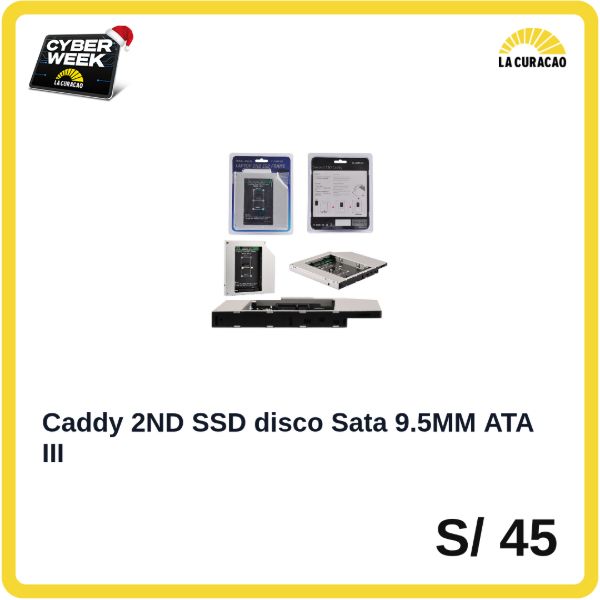 CYBER
WEEK
LA CURACAO
LA CURACAO
Caddy 2ND SSD disco Sata 9.5MM ATA
III
S/ 45